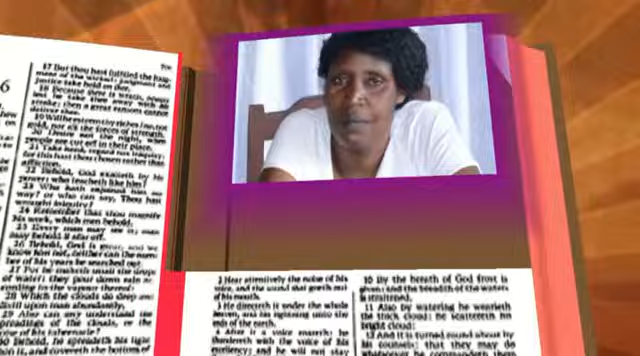 6
17 But thou hast fulfilled the
judgment and
justice take hold on thee.
18 Because there is wrath, beware
lest he take thee away with his
stroke: then a great ransom cannot
deliver thee.
19 Will he esteem thy riches? no, not
gold, nor all the forces of strength.
20 Desire not the night, when
people are cut off in their place.
21 Take heed, regard not iniquity:
for this hast thou chosen rather than
affliction.
22 Behold, God exalteth by his
power: who teacheth like him?
23 Who hath enjoined him his
way? or who can say, Thou hast
wrought iniquity?
24 Remember that thou magnify
his work, which men behold.
25 Every man may see it; man
may behold it afar off.
26 Behold, God is great, and we
know him not, neither can the num-
ber of his years be searched out.
27 For he maketh small the drops
of water: they pour down rain ac-
cording to the vapour thereof:
28 Which the clouds do drop and
distil upon man abundantly.
29 Also can any understand the
spreadings of the clouds, or the
noise of his tabernacle?
30 Behold, he spreadeth his light
upon it, and covereth the bottom of
2 Hear attentively the noise of his
voice, and the sound that goeth out
of his mouth.
3 He directeth it under the whole
heaven, and his lightning unto the
ends of the earth.
4 After it a voice roareth: he
thundereth with the voice of his
excellency; and he will not stay
10 By the breath of God frost is
given: and the breadth of the waters
is straitened.
11 Also by watering he wearieth
the thick cloud: he scattereth his
bright cloud:
12 And it is turned round about by
his counsels: that they may do
whatsoever he commandeth them